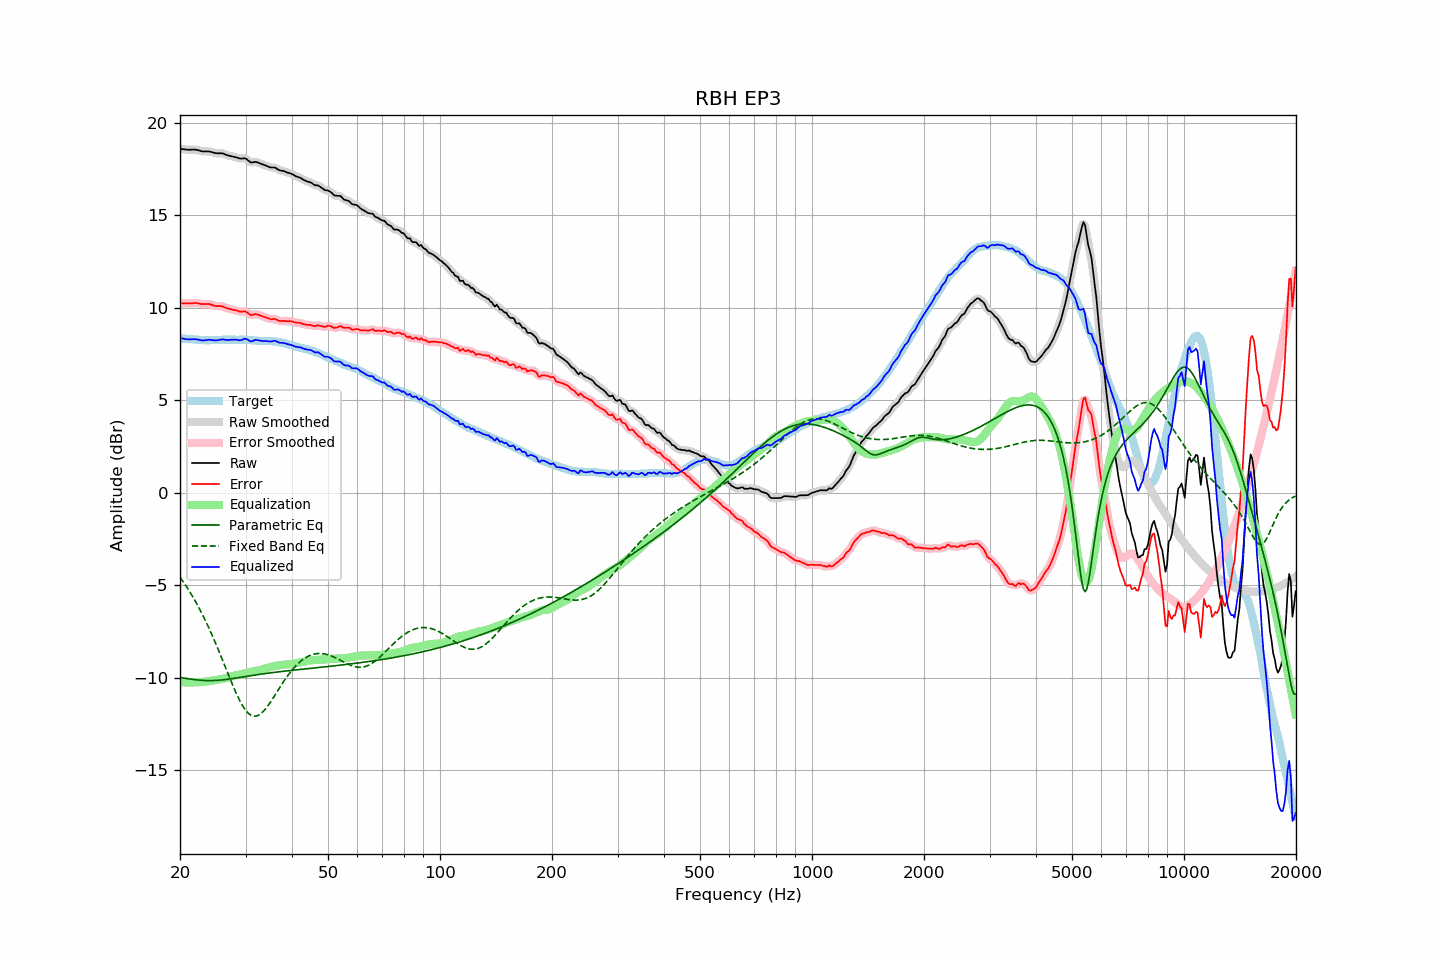 RBH EP3
Amplitude (dBr)
20
15
10
5
0
−5
−10
−15
Target
Raw Smoothed
Error Smoothed
Raw
Error
Equalization
Parametric Eq
Fixed Band Eq
Equalized
20 50 100 200 500 1000 2000 5000 10000 20000
Frequency (Hz)